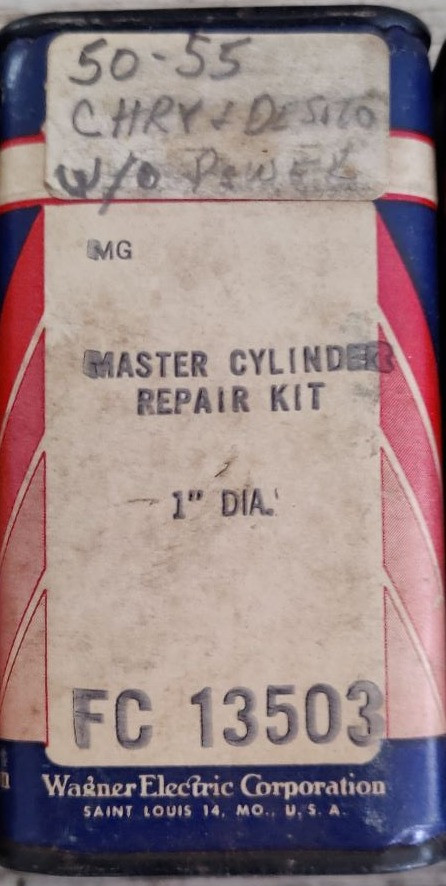 50-55
CHRY & DESOTO
W/O POWER
MG
MASTER CYLINDER
REPAIR KIT
1" DIA.
FC 13503
Wagner Electric Corporation
SAINT LOUIS 14, MO., U.S.A.